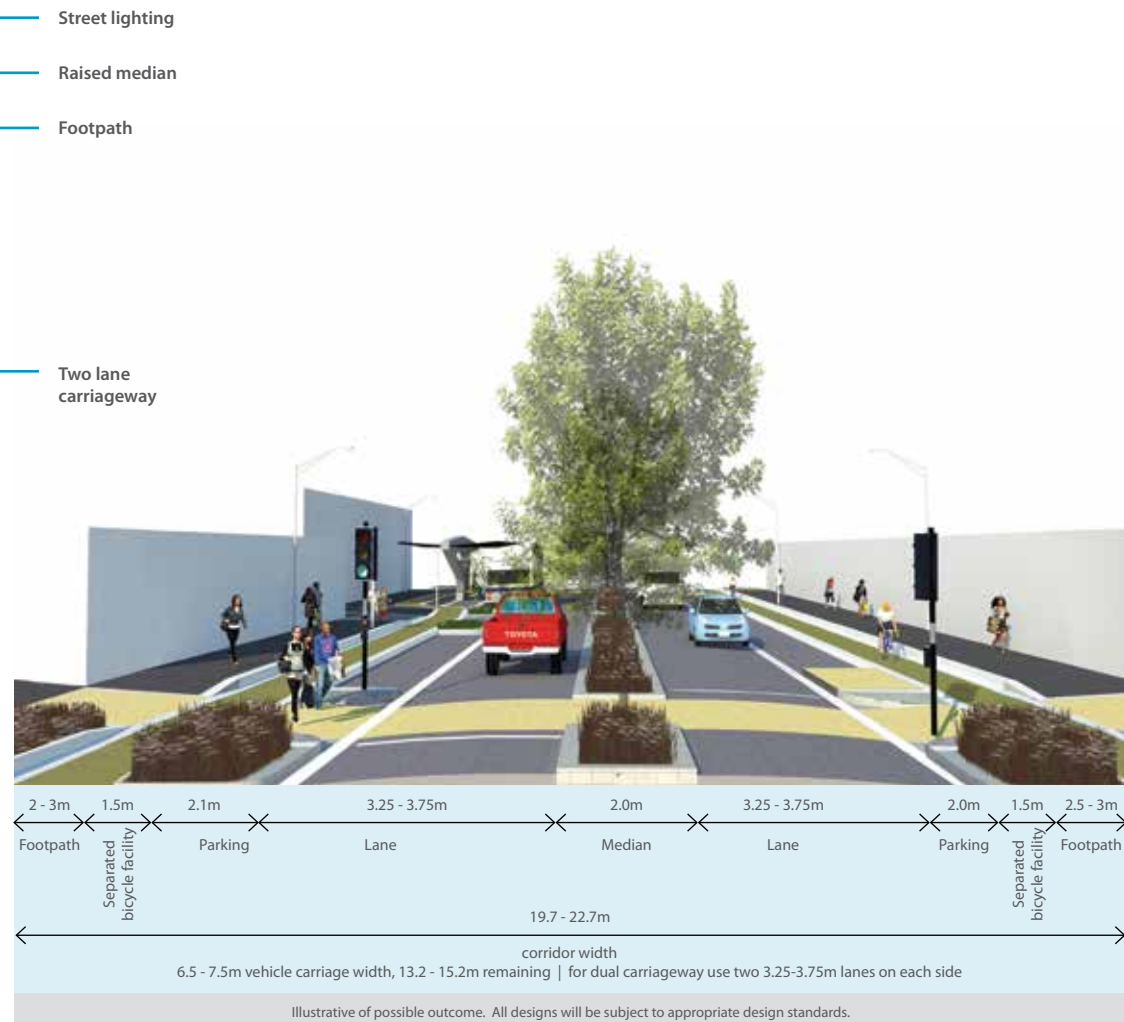 Street lighting
Raised median
Footpath
Two lane
carriageway
TOYOTA
2 - 3m 1.5m 2.1m 3.25 - 3.75m 2.0m 3.25 - 3.75m 2.0m 1.5m 2.5 - 3m
Footpath Separated bicycle facility Parking Lane Median Lane Parking Separated bicycle facility Footpath
19.7 - 22.7m
corridor width
6.5 - 7.5m vehicle carriage width, 13.2 - 15.2m remaining | for dual carriageway use two 3.25-3.75m lanes on each side
Illustrative of possible outcome. All designs will be subject to appropriate design standards.